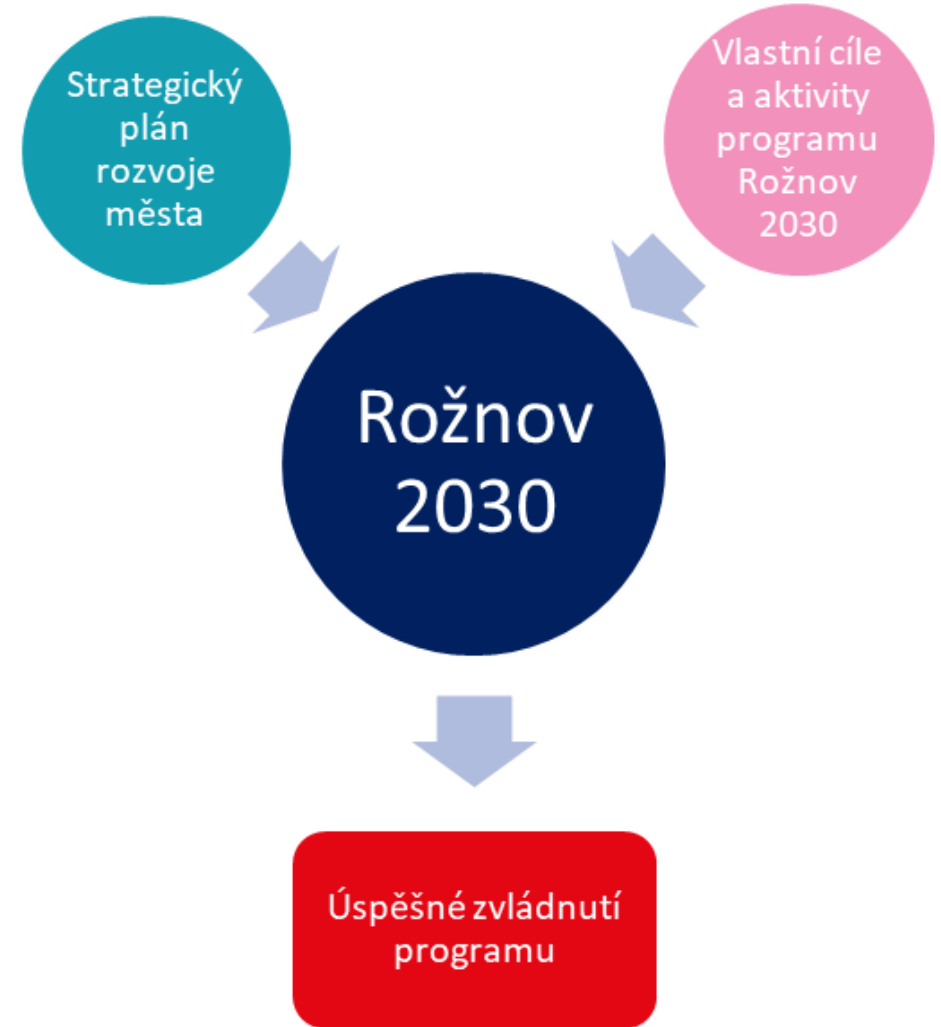 Strategický
plán
rozvoje
města
Vlastní cíle
a aktivity
programu
Rožnov
2030
Rožnov
2030
Úspěšné zvládnutí
programu